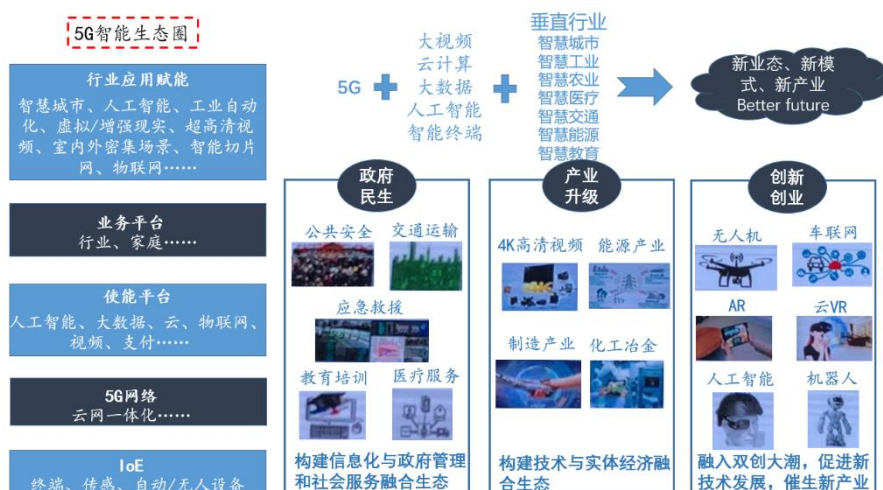 5G智能生态圈
行业应用赋能
智慧城市、人工智能、工业自动
化、虚拟/增强现实、超高清视
频、室内外密集场景、智能切片
网、物联网……
业务平台
行业、家庭……
使能平台
人工智能、大数据、云、物联网、
视频、支付……
5G网络
云网一体化……
IoE
终端、传感、自动/无人设备
5G
大视频
云计算
大数据
人工智能
智能终端
垂直行业
智慧城市
智慧工业
智慧农业
智慧医疗
智慧交通
智慧能源
智慧教育
新业态、新模
式、新产业
Better future
政府
民生
公共安全
交通运输
应急救援
教育培训
医疗服务
构建信息化与政府管理
和社会服务融合生态
产业
升级
4K高清视频
能源产业
制造产业
化工冶金
构建技术与实体经济融
合生态
创新
创业
无人机
车联网
AR
云VR
人工智能
机器人
融入双创大潮，促进新
技术发展，催生新产业